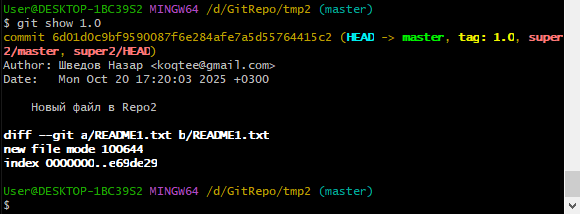 User@DESKTOP-1BC39S2 MINGW64 /d/GitRepo/tmp2 (master)
$ git show 1.0
commit 6d01d0c9bf9590087f6e284afe7a5d55764415c2 (HEAD -> master, tag: 1.0, super
2/master, super2/HEAD)
Author: Шведов Назар <koqtee@gmail.com>
Date:   Mon Oct 20 17:20:03 2025 +0300

    Новый файл в Repo2

diff --git a/README1.txt b/README1.txt
new file mode 100644
index 0000000..e69de29

User@DESKTOP-1BC39S2 MINGW64 /d/GitRepo/tmp2 (master)
$